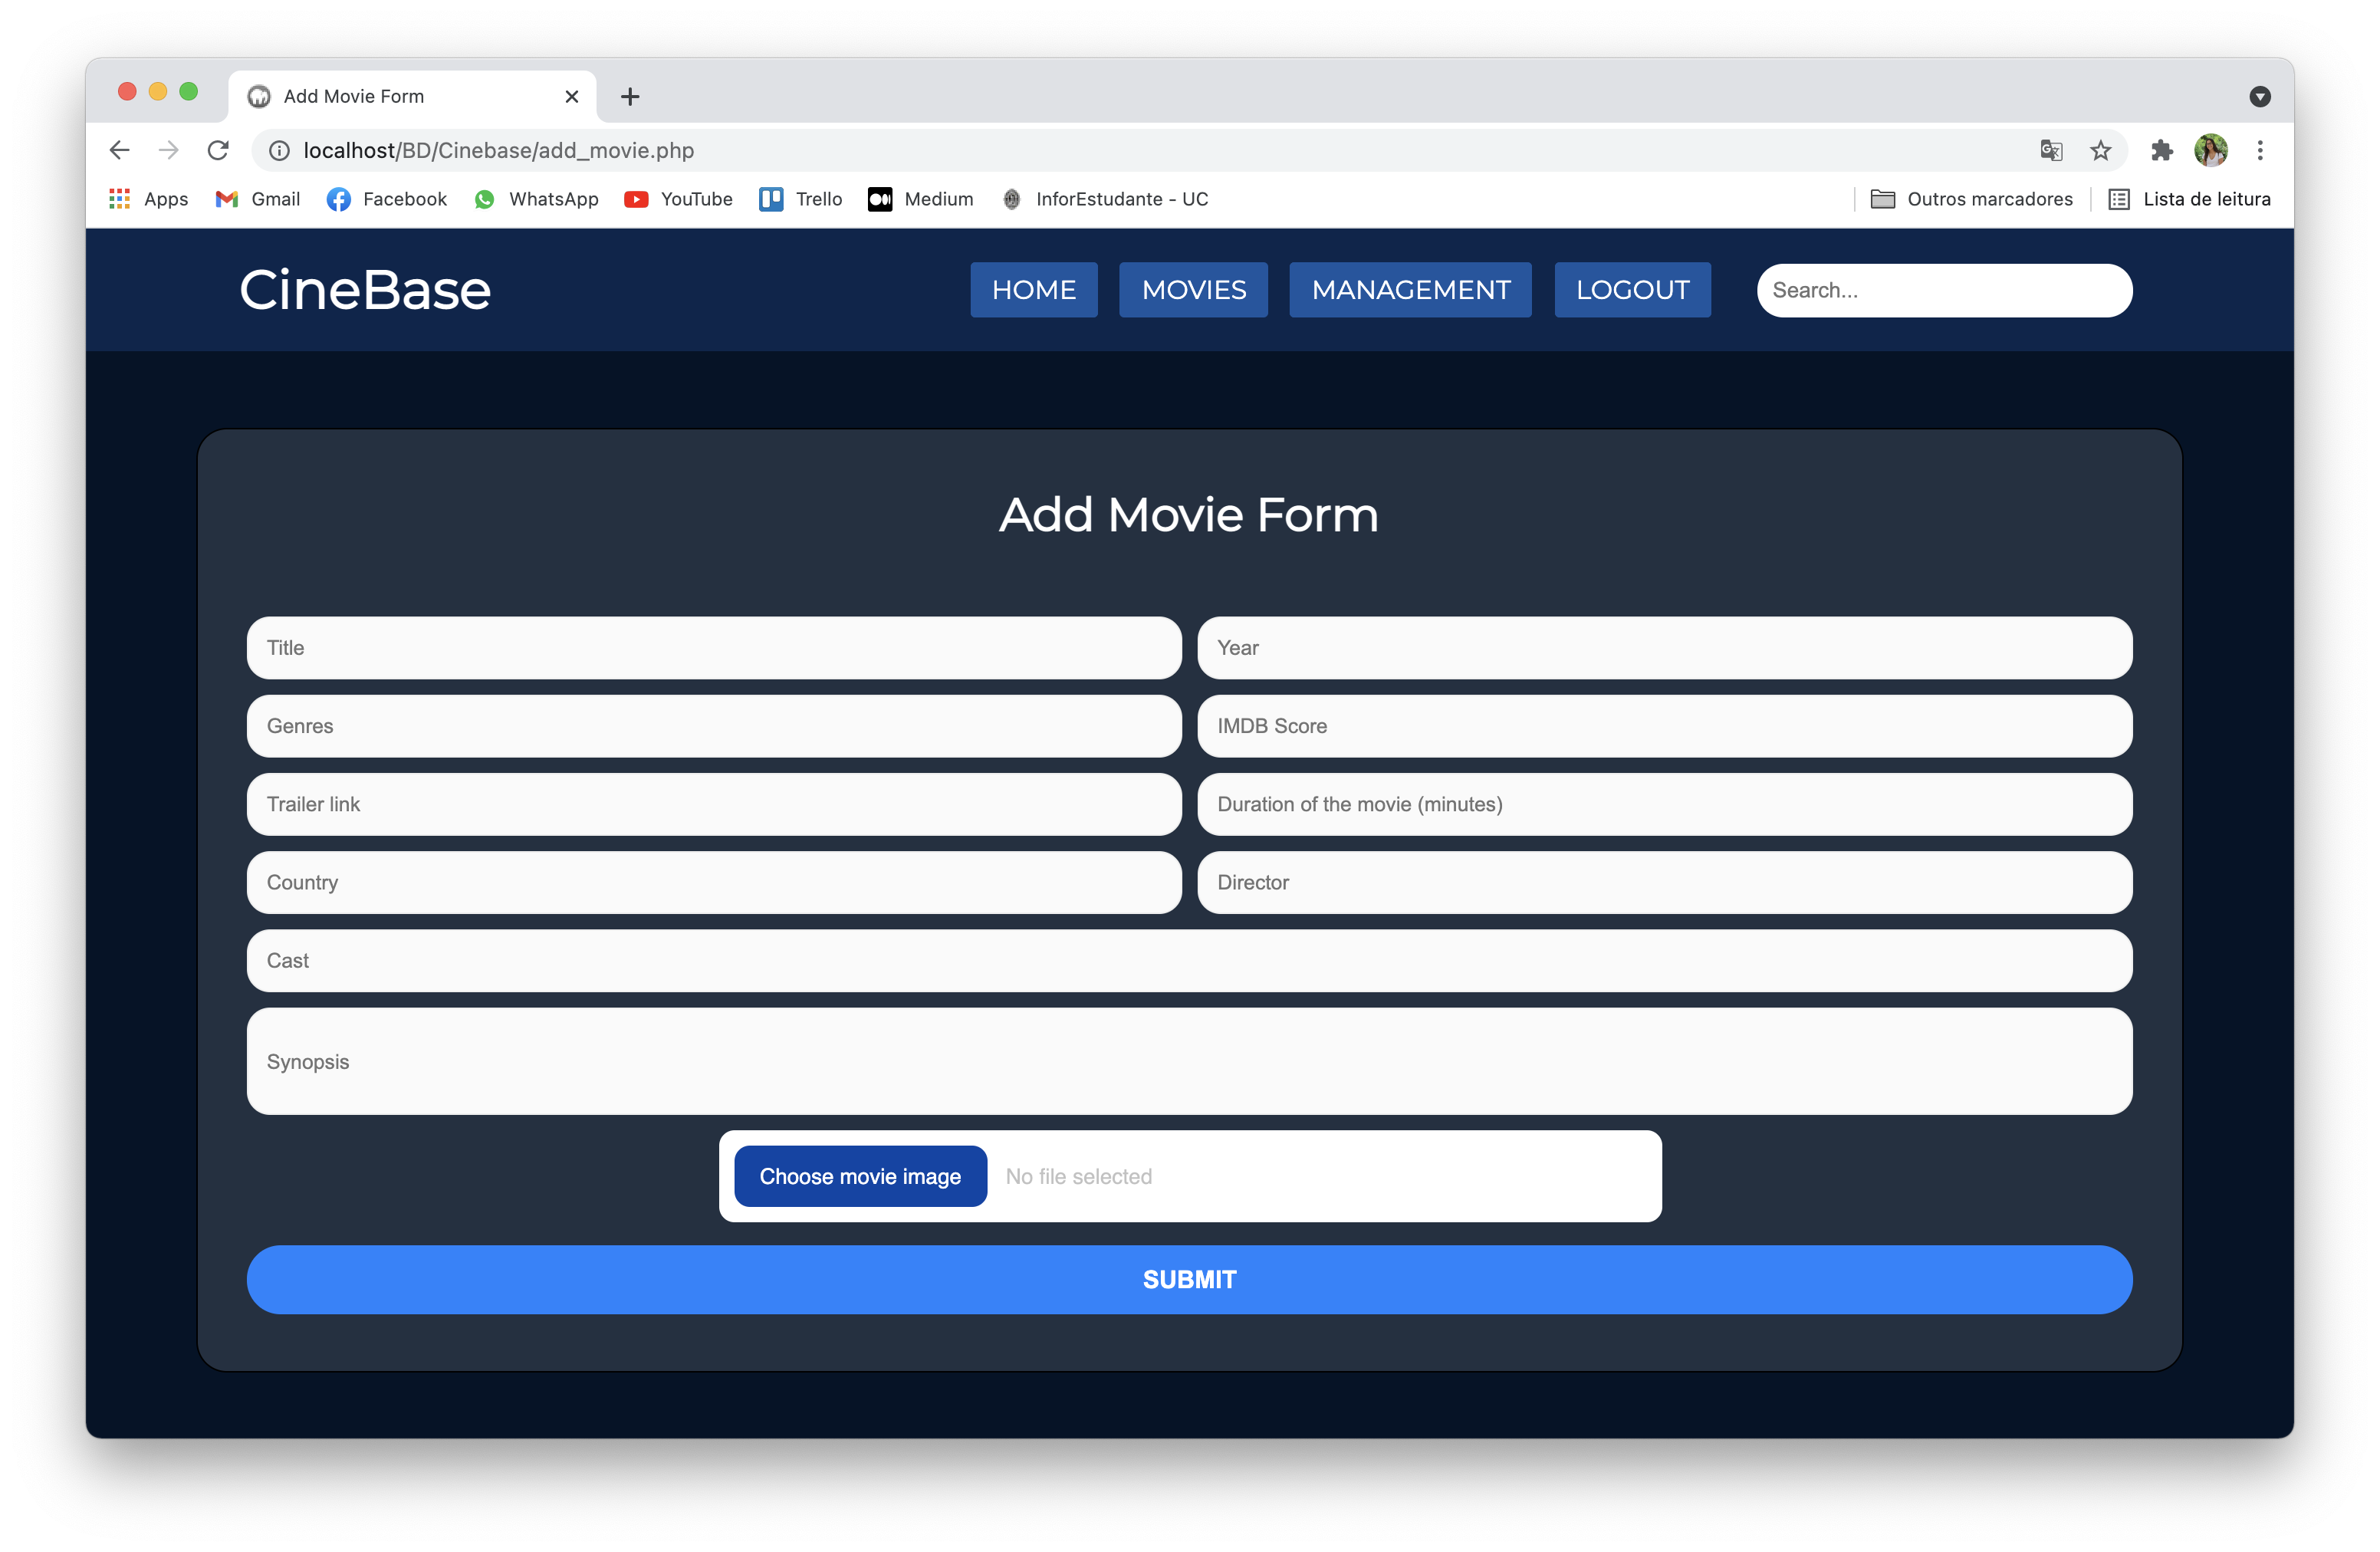 Add Movie Form
localhost/BD/Cinebase/add_movie.php
Apps Gmail Facebook WhatsApp YouTube Trello Medium InforEstudante - UC Outros marcadores Lista de leitura
CineBase HOME MOVIES MANAGEMENT LOGOUT Search...
Add Movie Form
Title Year
Genres IMDB Score
Trailer link Duration of the movie (minutes)
Country Director
Cast
Synopsis
Choose movie image No file selected
SUBMIT